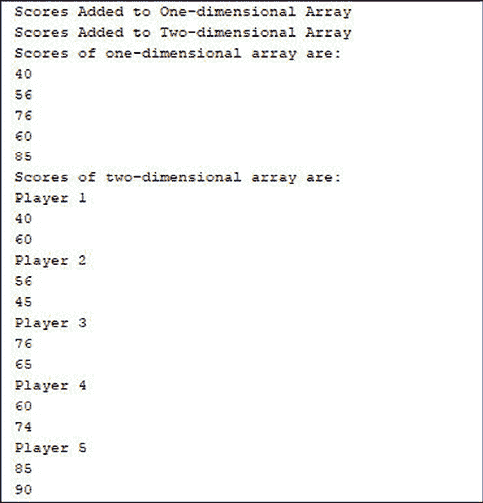 Scores Added to One-dimensional Array
Scores Added to Two-dimensional Array
Scores of one-dimensional array are:
40
56
76
60
85
Scores of two-dimensional array are:
Player 1
40
60
Player 2
56
45
Player 3
76
65
Player 4
60
74
Player 5
85
90